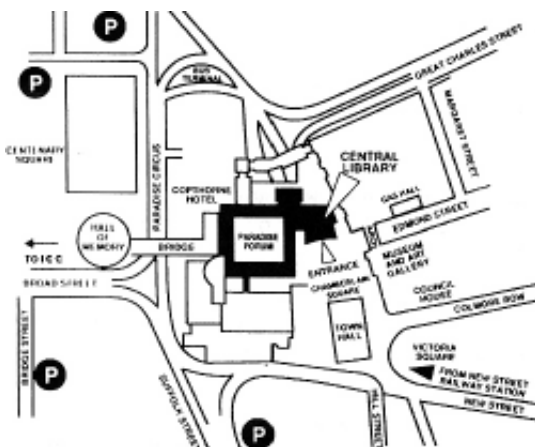 P
P
BUS
TERMINAL
GREAT CHARLES STREET
MARGARET STREET
CENTENARY
SQUARE
PARADISE CIRCUS
COPTHORNE
HOTEL
CENTRAL
LIBRARY
GAS HALL
EDMUND STREET
HALL
OF
MEMORY
BRIDGE
PARADISE
FORUM
TO ICC
BROAD STREET
ENTRANCE
CHAMBERLAIN
SQUARE
MUSEUM
AND ART
GALLERY
COUNCIL
HOUSE
COLMORE ROW
TOWN
HALL
BRIDGE STREET
P
VICTORIA
SQUARE
FROM NEW STREET
RAILWAY STATION
NEW STREET
SUFFOLK STREET
HILL STREET
P